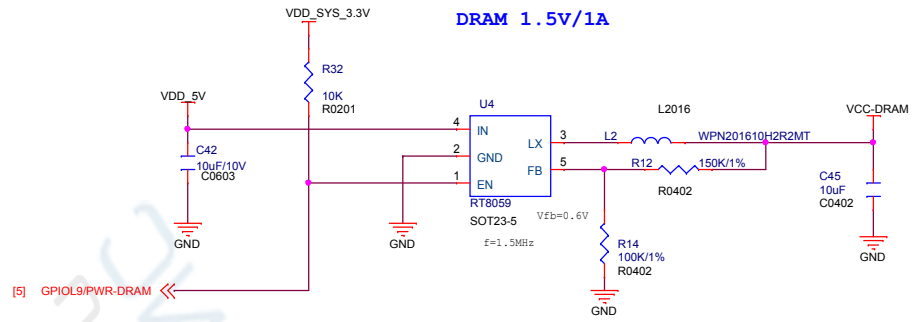 DRAM 1.5V/1A
VDD_SYS_3.3V
R32
10K
R0201
VDD_5V
C42
10uF/10V
C0603
GND
U4
4
IN
2
GND
1
EN
LX
3
FB
5
RT8059
SOT23-5
Vfb=0.6V
f=1.5MHz
GND
L2016
L2
WPN201610H2R2MT
VCC-DRAM
R12
150K/1%
R0402
C45
10uF
C0402
GND
R14
100K/1%
R0402
GND
[5] GPIOL9/PWR-DRAM